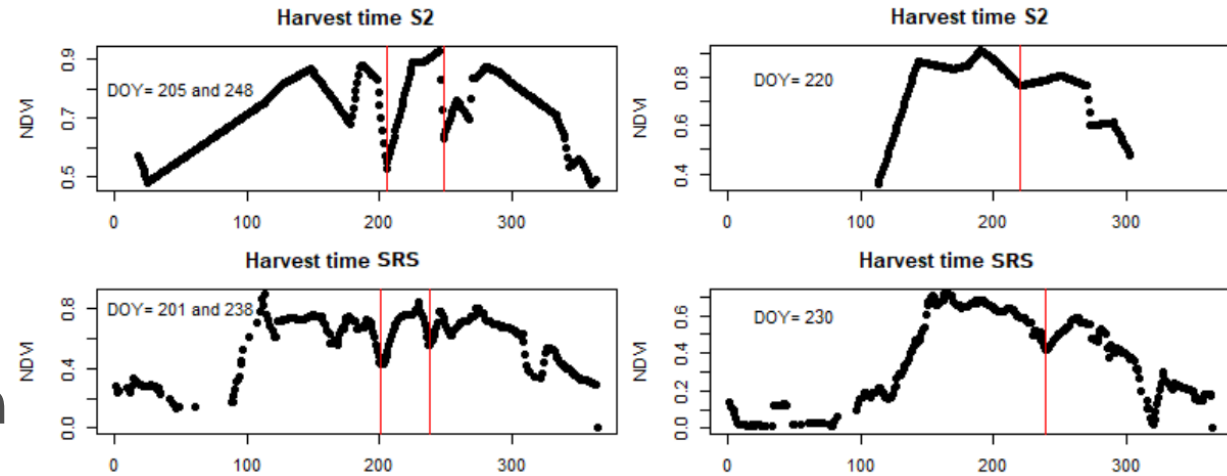 Harvest time S2
NDVI
0.9
0.7
0.5
DOY= 205 and 248
0 100 200 300
Harvest time S2
NDVI
0.8
0.6
0.4
DOY= 220
0 100 200 300
Harvest time SRS
NDVI
0.8
0.4
0.0
DOY= 201 and 238
0 100 200 300
Harvest time SRS
NDVI
0.6
0.4
0.2
0.0
DOY= 230
0 100 200 300